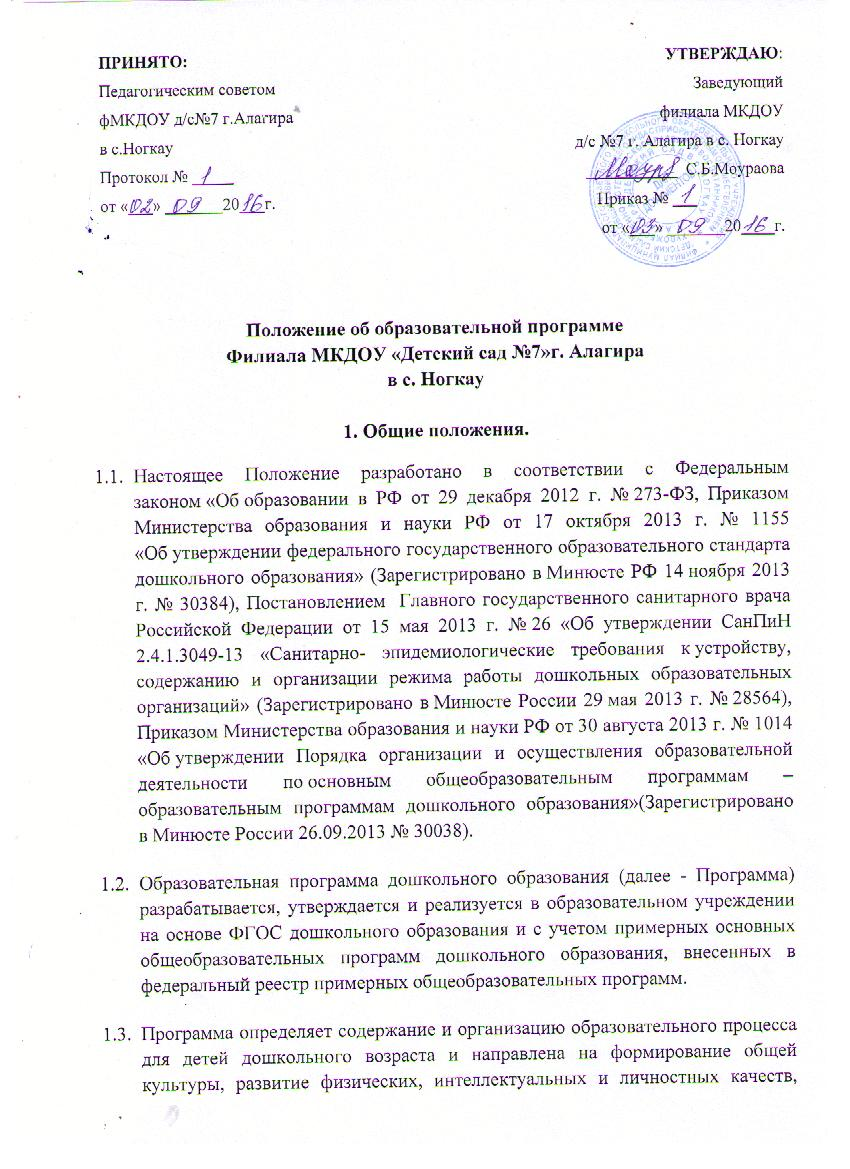 ПРИНЯТО:
Педагогическим советом
фМКДОУ д/с№7 г.Алагира
в с.Ногкау
Протокол № 1
от «02» 09 2016г.
УТВЕРЖДАЮ:
Заведующий
филиала МКДОУ
д/с №7 г. Алагира в с. Ногкау
С.Б.Моураова
Приказ № 1
от «03» 09 2016 г.
Положение об образовательной программе
Филиала МКДОУ «Детский сад №7»г. Алагира
в с. Ногкау
1. Общие положения.
1.1. Настоящее Положение разработано в соответствии с Федеральным
законом «Об образовании в РФ от 29 декабря 2012 г. № 273-ФЗ, Приказом
Министерства образования и науки РФ от 17 октября 2013 г. № 1155
«Об утверждении федерального государственного образовательного стандарта
дошкольного образования» (Зарегистрировано в Минюсте РФ 14 ноября 2013
г. № 30384), Постановлением Главного государственного санитарного врача
Российской Федерации от 15 мая 2013 г. № 26 «Об утверждении СанПиН
2.4.1.3049-13 «Санитарно- эпидемиологические требования к устройству,
содержанию и организации режима работы дошкольных образовательных
организаций» (Зарегистрировано в Минюсте России 29 мая 2013 г. № 28564),
Приказом Министерства образования и науки РФ от 30 августа 2013 г. № 1014
«Об утверждении Порядка организации и осуществления образовательной
деятельности по основным общеобразовательным программам –
образовательным программам дошкольного образования»(Зарегистрировано
в Минюсте России 26.09.2013 № 30038).
1.2. Образовательная программа дошкольного образования (далее - Программа)
разрабатывается, утверждается и реализуется в образовательном учреждении
на основе ФГОС дошкольного образования и с учетом примерных основных
общеобразовательных программ дошкольного образования, внесенных в
федеральный реестр примерных общеобразовательных программ.
1.3. Программа определяет содержание и организацию образовательного процесса
для детей дошкольного возраста и направлена на формирование общей
культуры, развитие физических, интеллектуальных и личностных качеств,